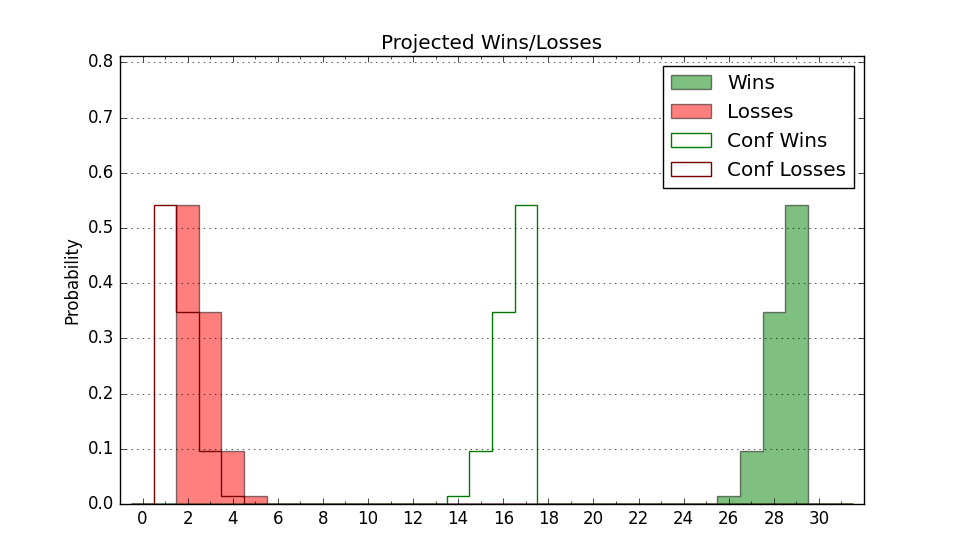 Projected Wins/Losses
0.8
0.7
0.6
0.5
0.4
0.3
0.2
0.1
0.0
Probability
Wins
Losses
Conf Wins
Conf Losses
0 2 4 6 8 10 12 14 16 18 20 22 24 26 28 30